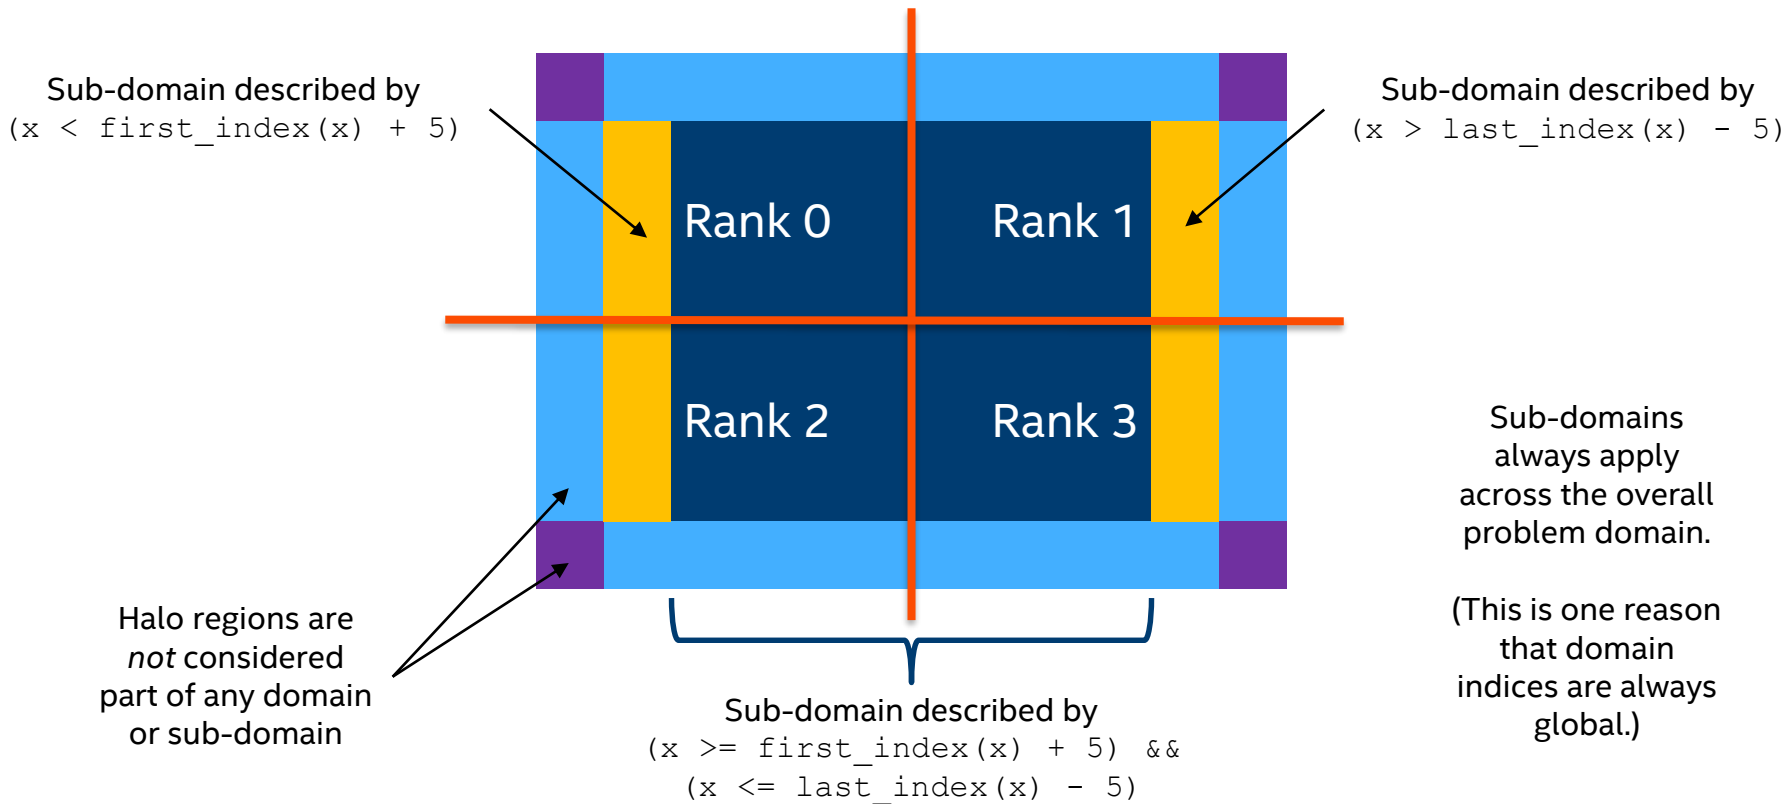 Sub-domain described by
(x < first_index(x) + 5)
Sub-domain described by
(x > last_index(x) - 5)
Rank 0
Rank 1
Rank 2
Rank 3
Sub-domains
always apply
across the overall
problem domain.
(This is one reason
that domain
indices are always
global.)
Halo regions are
not considered
part of any domain
or sub-domain
Sub-domain described by
(x >= first_index(x) + 5) &&
(x <= last_index(x) - 5)